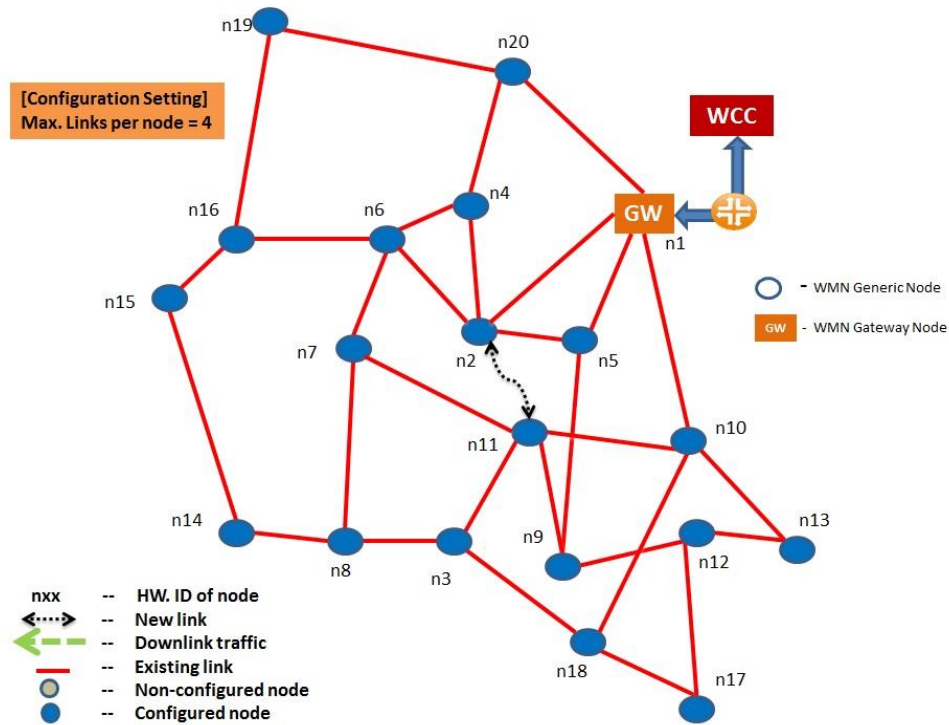 n19
n20
[Configuration Setting]
Max. Links per node = 4
WCC
n4
n16
n6
GW
n1
- WMN Generic Node
n15
GW - WMN Gateway Node
n7
n2
n5
n11
n10
n14
n9
n13
n12
n8
n3
nxx -- HW. ID of node
-- New link
-- Downlink traffic
-- Existing link
n18
-- Non-configured node
n17
-- Configured node